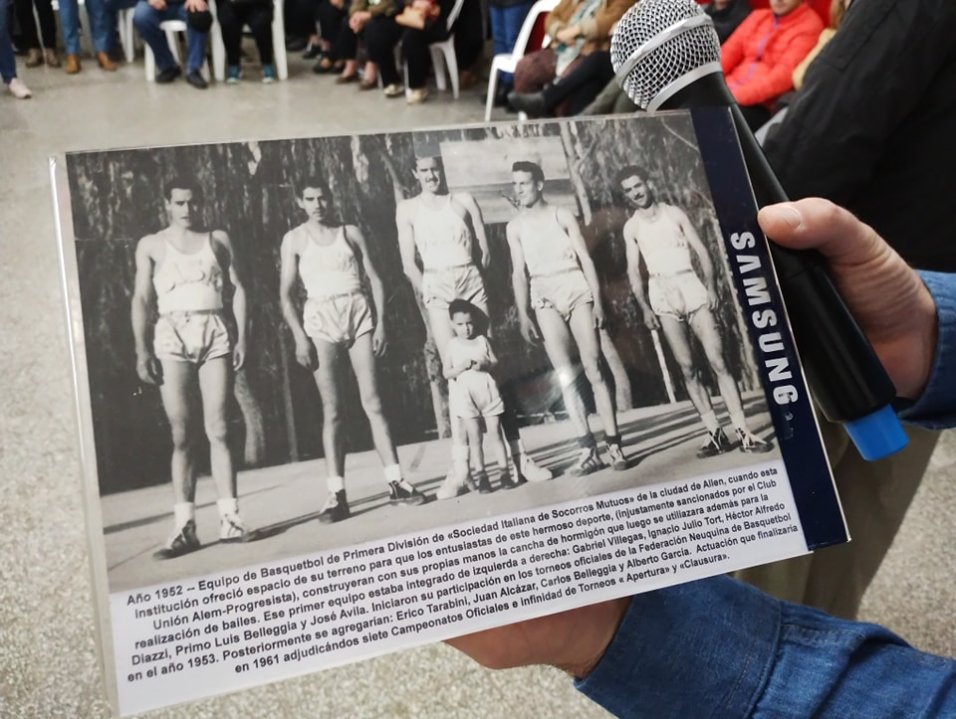 Año 1952 -- Equipo de Basquetbol de Primera División de «Sociedad Italiana de Socorros Mutuos» de la ciudad de Allen, cuando esta
institución ofreció espacio de su terreno para que los entusiastas de este hermoso deporte, (injustamente sancionados por el Club
Unión Alem-Progresista), construyeran con sus propias manos la cancha de hormigón que luego se utilizara además para la
realización de bailes. Ese primer equipo estaba integrado de izquierda a derecha: Gabriel Villegas, Ignacio Julio Tort, Héctor Alfredo
Diazzi, Primo Luis Belleggia y José Avila. Iniciaron su participación en los torneos oficiales de la Federación Neuquina de Basquetbol
en el año 1953. Posteriormente se agregarían: Erico Tarabini, Juan Alcázar, Carlos Belleggia y Alberto García. Actuación que finalizaría
en 1961 adjudicándos siete Campeonatos Oficiales e infinidad de Torneos « Apertura» y «Clausura».
SAMSUNG